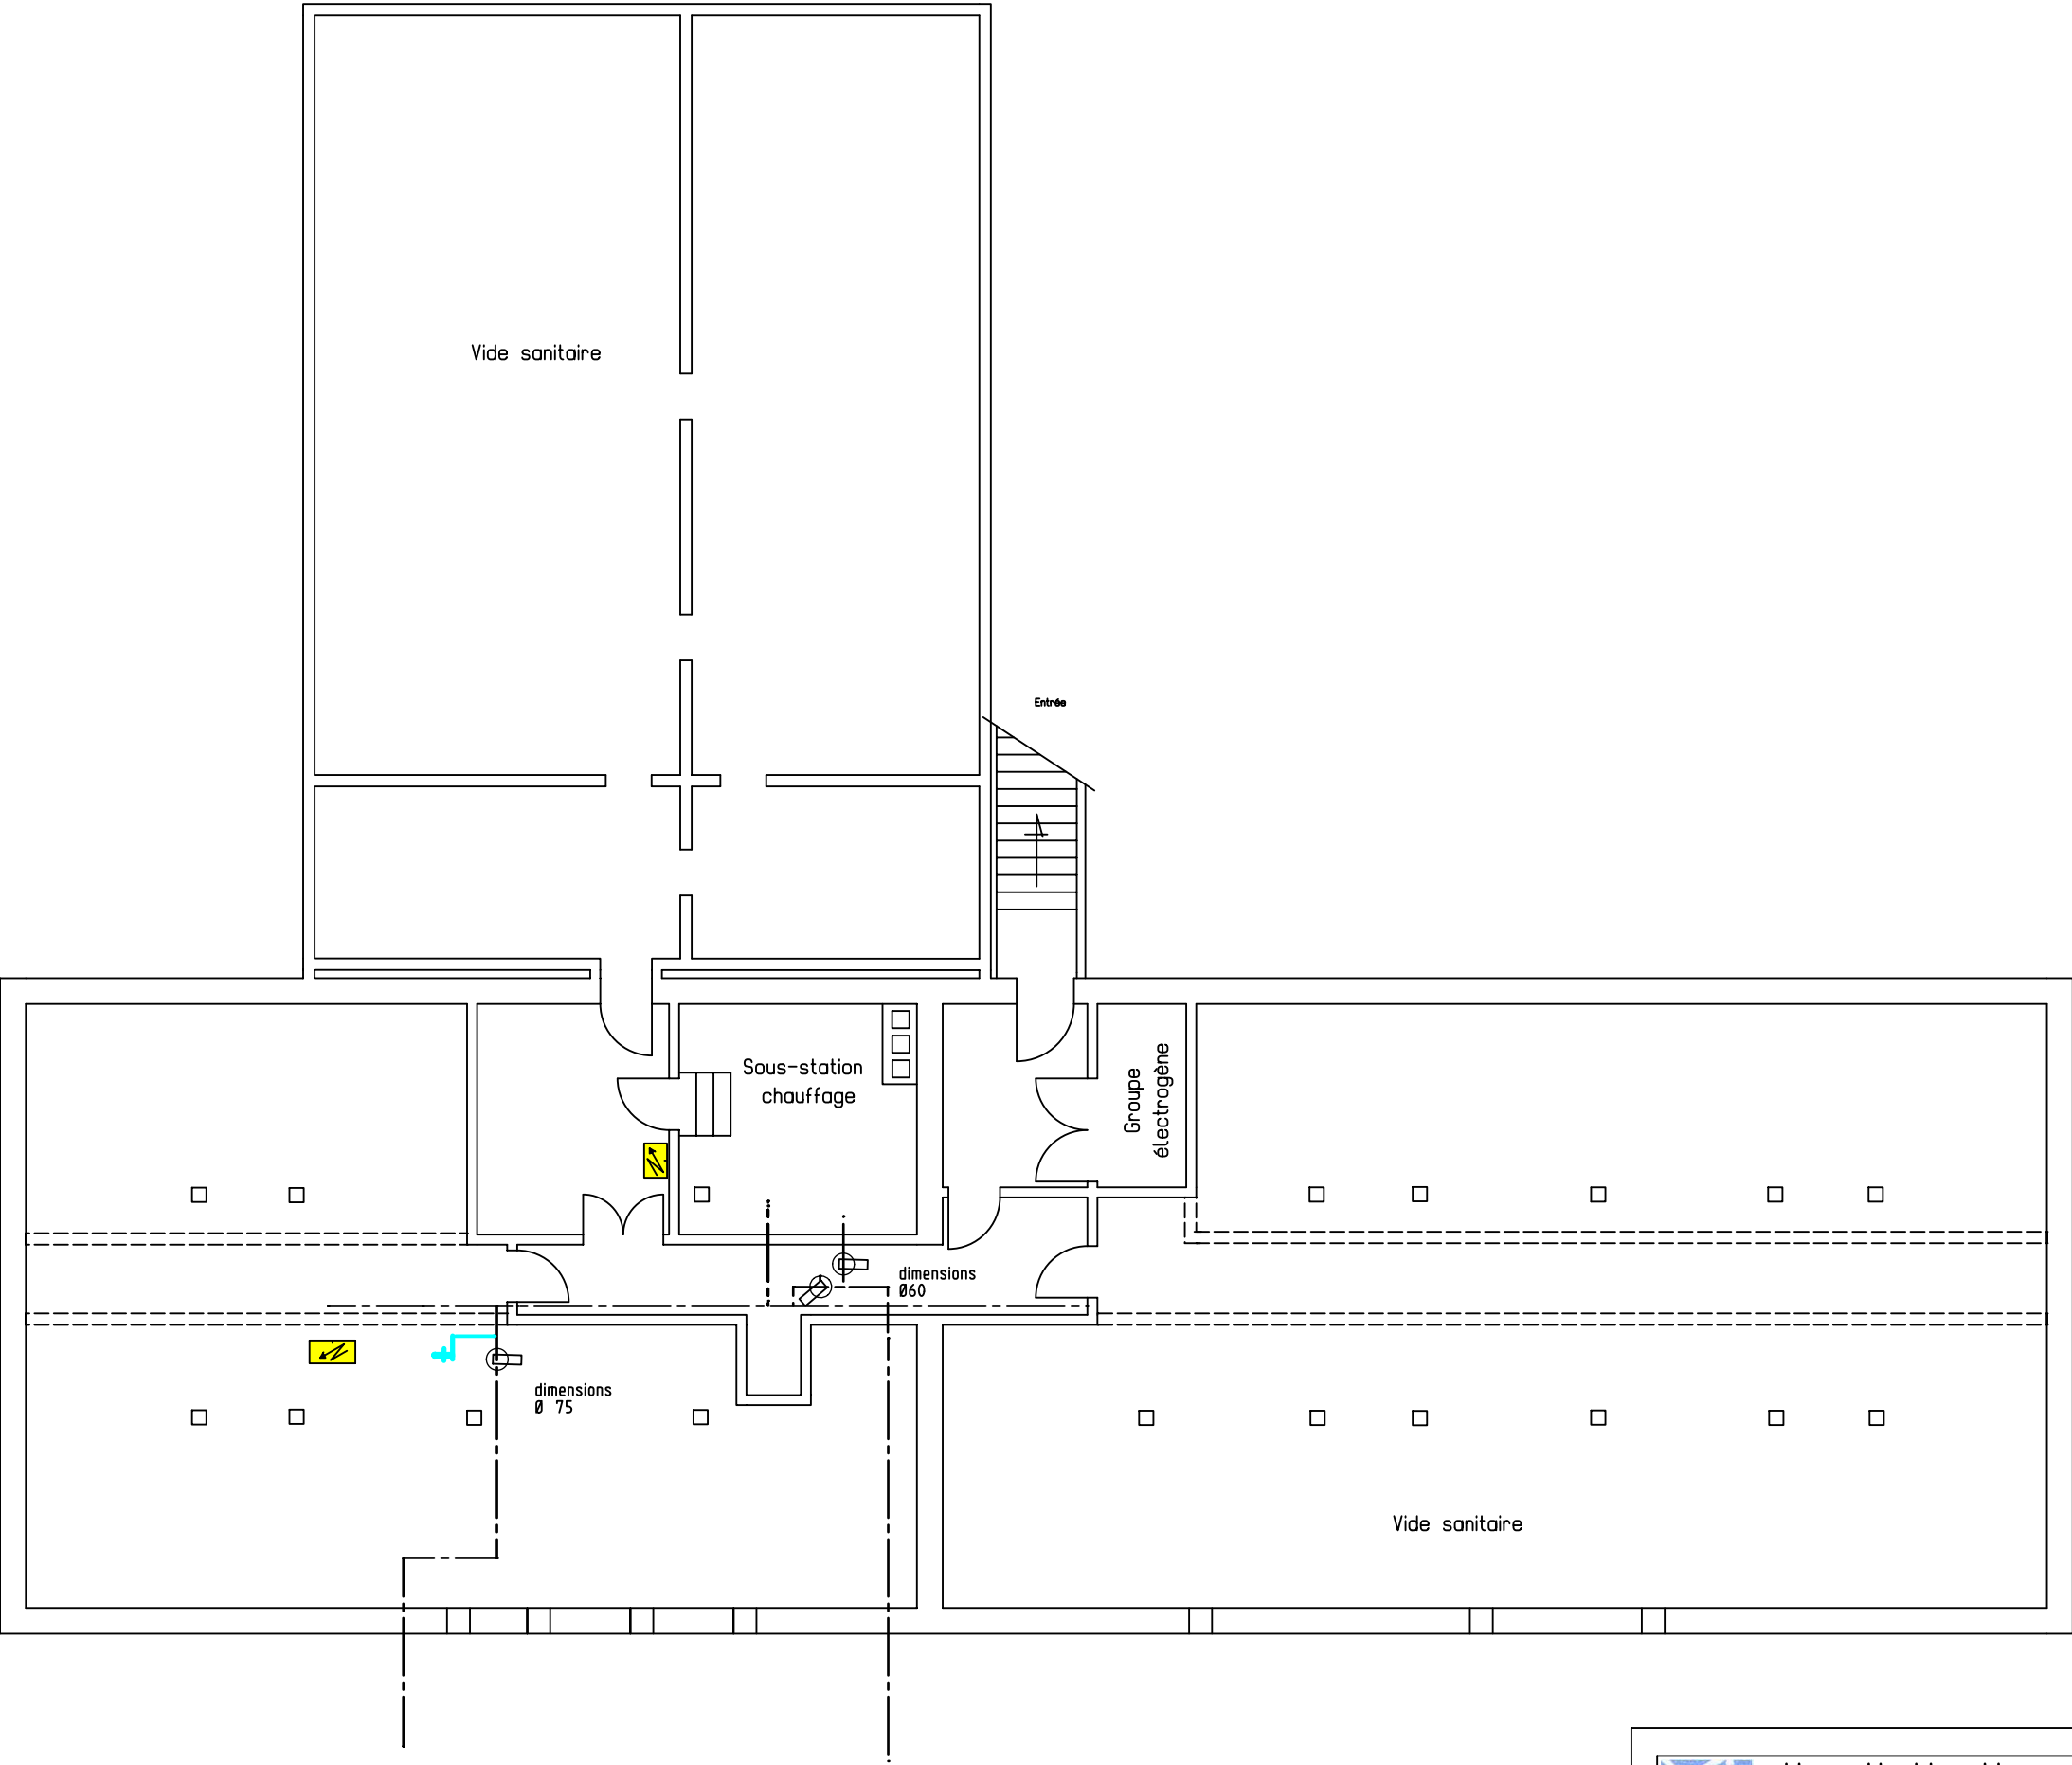 Vide sanitaire
Entrée
Sous-station
chauffage
Groupe
électrogène
dimensions
Ø60
dimensions
Ø 75
Vide sanitaire